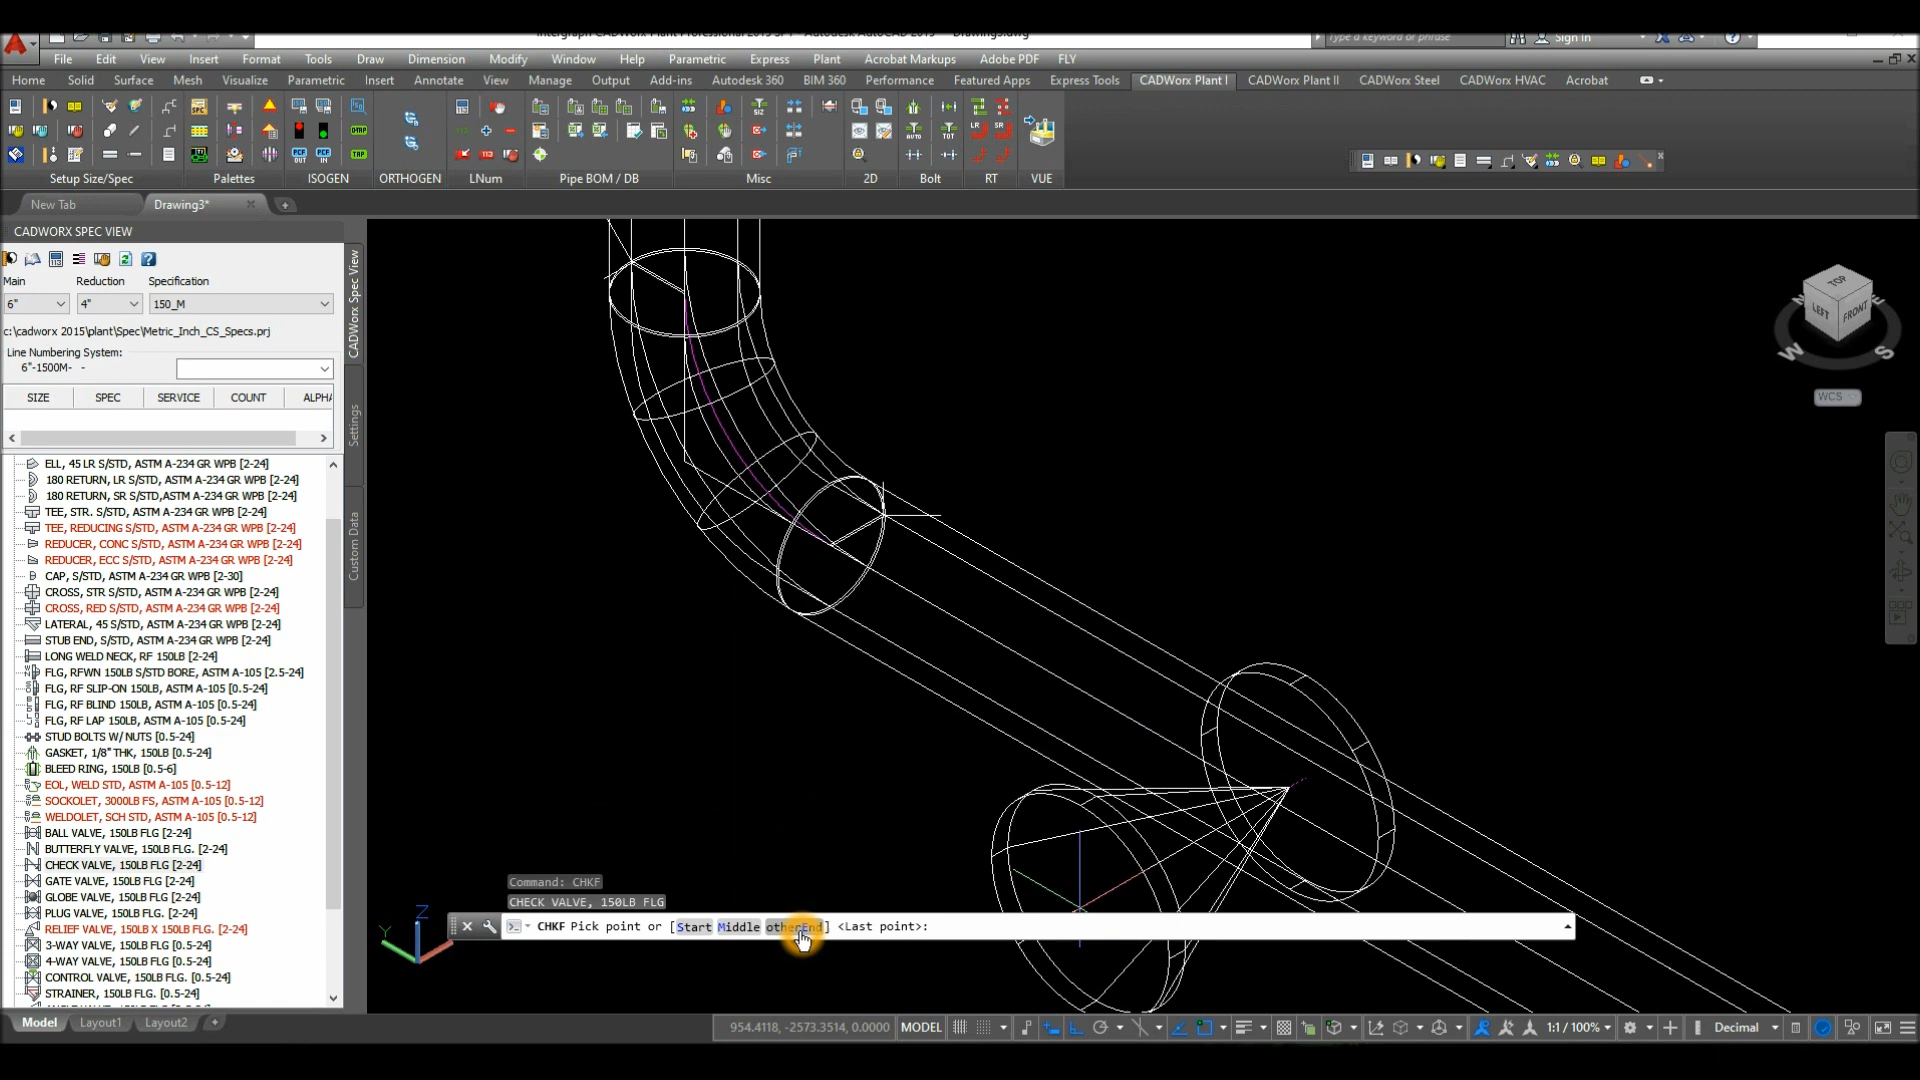 Intergraph CADWorx Plant Professional 2015 SP1 - Autodesk AutoCAD 2015 Drawing3.dwg
Type a keyword or phrase
Sign In
File Edit View Insert Format Tools Draw Dimension Modify Window Help Parametric Express Plant Acrobat Markups Adobe PDF FLY
Home Solid Surface Mesh Visualize Parametric Insert Annotate View Manage Output Add-ins Autodesk 360 BIM 360 Performance Featured Apps Express Tools CADWorx Plant I CADWorx Plant II CADWorx Steel CADWorx HVAC Acrobat
Setup Size/Spec Palettes ISOGEN ORTHOGEN LNum Pipe BOM / DB Misc 2D Bolt RT VUE
New Tab Drawing3*
CADWORX SPEC VIEW
Main Reduction Specification
6" 4" 150_M
c:\cadworx 2015\plant\Spec\Metric_Inch_CS_Specs.prj
Line Numbering System:
6"-1500M- -
SIZE SPEC SERVICE COUNT ALPHA
ELL, 45 LR S/STD, ASTM A-234 GR WPB [2-24]
180 RETURN, LR S/STD, ASTM A-234 GR WPB [2-24]
180 RETURN, SR S/STD,ASTM A-234 GR WPB [2-24]
TEE, STR. S/STD, ASTM A-234 GR WPB [2-24]
TEE, REDUCING S/STD, ASTM A-234 GR WPB [2-24]
REDUCER, CONC S/STD, ASTM A-234 GR WPB [2-24]
REDUCER, ECC S/STD, ASTM A-234 GR WPB [2-24]
CAP, S/STD, ASTM A-234 GR WPB [2-30]
CROSS, STR S/STD, ASTM A-234 GR WPB [2-24]
CROSS, RED S/STD, ASTM A-234 GR WPB [2-24]
LATERAL, 45 S/STD, ASTM A-234 GR WPB [2-24]
STUB END, S/STD, ASTM A-234 GR WPB [2-24]
LONG WELD NECK, RF 150LB [2-24]
FLG, RFWN 150LB S/STD BORE, ASTM A-105 [2.5-24]
FLG, RF SLIP-ON 150LB, ASTM A-105 [0.5-24]
FLG, RF BLIND 150LB, ASTM A-105 [0.5-24]
FLG, RF LAP 150LB, ASTM A-105 [0.5-24]
STUD BOLTS W/ NUTS [0.5-24]
GASKET, 1/8" THK, 150LB [0.5-24]
BLEED RING, 150LB [0.5-6]
EOL, WELD STD, ASTM A-105 [0.5-12]
SOCKOLET, 3000LB FS, ASTM A-105 [0.5-12]
WELDOLET, SCH STD, ASTM A-105 [0.5-12]
BALL VALVE, 150LB FLG [2-24]
BUTTERFLY VALVE, 150LB FLG. [2-24]
CHECK VALVE, 150LB FLG [2-24]
GATE VALVE, 150LB FLG [2-24]
GLOBE VALVE, 150LB FLG [2-24]
PLUG VALVE, 150LB FLG. [2-24]
RELIEF VALVE, 150LB X 150LB FLG. [2-24]
3-WAY VALVE, 150LB FLG [0.5-24]
4-WAY VALVE, 150LB FLG [0.5-24]
CONTROL VALVE, 150LB FLG. [0.5-24]
STRAINER, 150LB FLG. [0.5-24]
CADWorx Spec View
Settings
Custom Data
TOP
LEFT
FRONT
N
E
W
S
WCS
Z
Y
Command: CHKF
CHECK VALVE, 150LB FLG
CHKF Pick point or [Start Middle otherEnd] <Last point>:
Model Layout1 Layout2
954.4118, -2573.3514, 0.0000 MODEL 1:1 / 100% Decimal